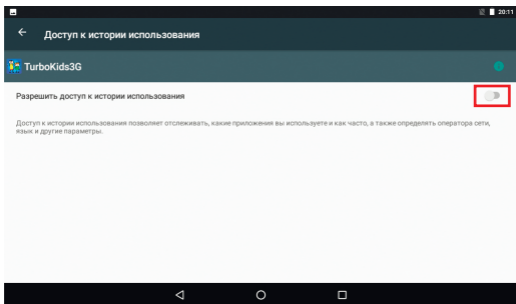 20:11
Доступ к истории использования
TurboKids3G
Разрешить доступ к истории использования
Доступ к истории использования позволяет отслеживать, какие приложения вы используете и как часто, а также определять оператора сети,
язык и другие параметры.